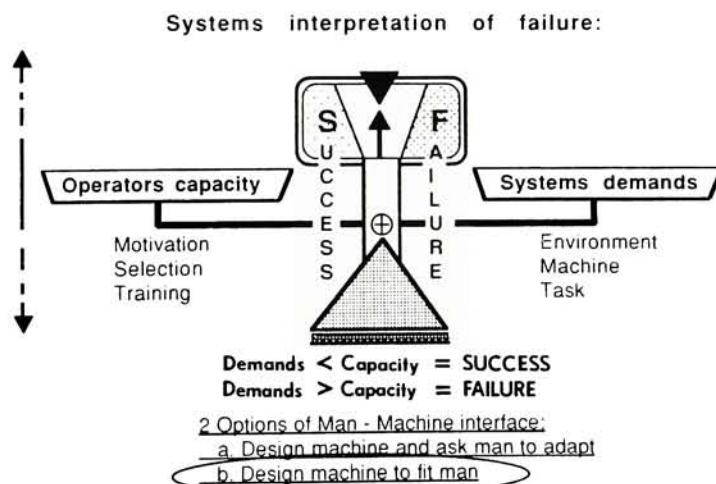 Systems interpretation of failure:
SUCCESS
FAILURE
Operators capacity
Systems demands
Motivation
Selection
Training
Environment
Machine
Task
Demands < Capacity = SUCCESS
Demands > Capacity = FAILURE
2 Options of Man - Machine interface:
a. Design machine and ask man to adapt
b. Design machine to fit man